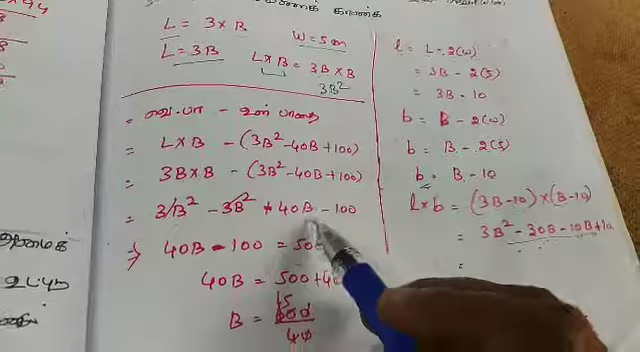 L = 3 × B
L = 3B
W = 5 m
L × B = 3B × B
3B²
= வெ.பா - உள் பாதை
= L × B - (3B² - 40B + 100)
= 3B × B - (3B² - 40B + 100)
= 3B² - 3B² + 40B - 100
⇒ 40B - 100 = 500
40B = 500 +
B = 600
40
15
l = L - 2(w)
= 3B - 2(5)
= 3B - 10
b = B - 2(w)
b = B - 2(5)
b = B - 10
l × b = (3B - 10) × (B - 10)
= 3B² - 30B - 10B + 10
=